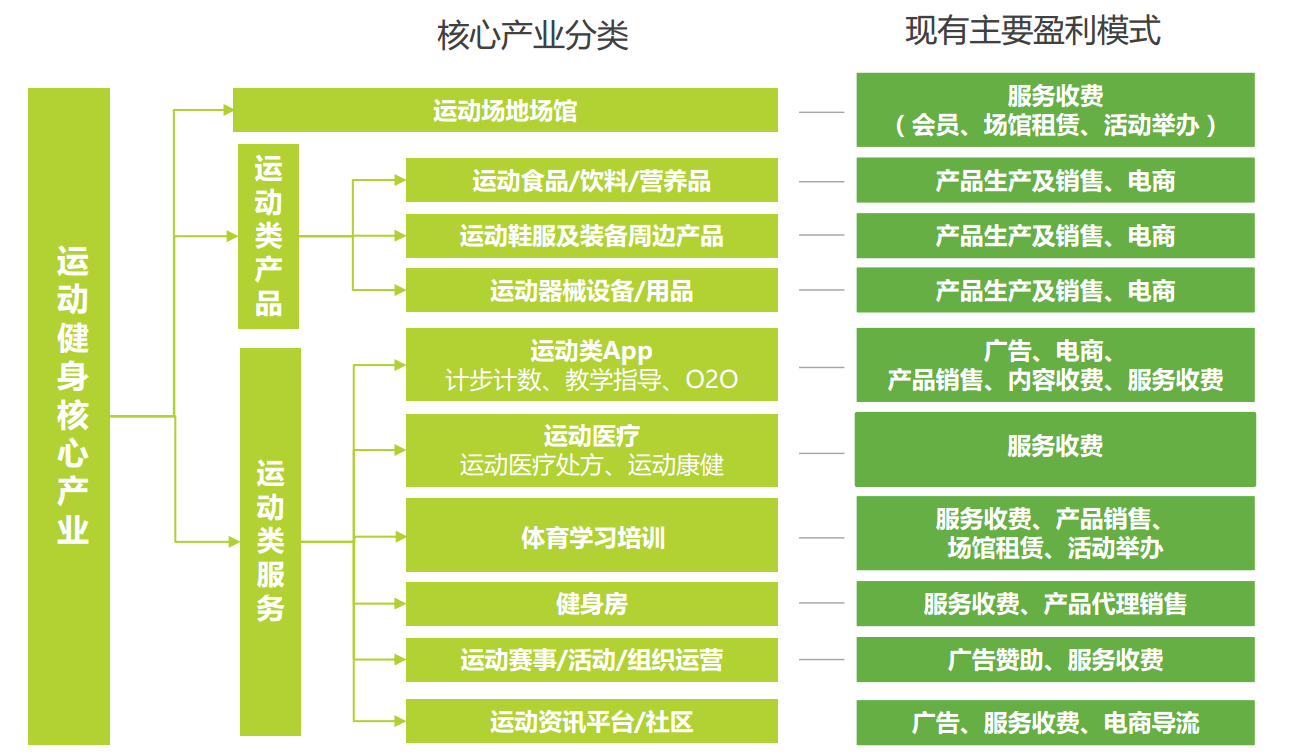 核心产业分类
现有主要盈利模式
运动健身核心产业
运动场地场馆
服务收费
（会员、场馆租赁、活动举办）
运动类产品
运动食品/饮料/营养品
产品生产及销售、电商
运动鞋服及装备周边产品
产品生产及销售、电商
运动器械设备/用品
产品生产及销售、电商
运动类服务
运动类App
计步计数、教学指导、O2O
广告、电商、
产品销售、内容收费、服务收费
运动医疗
运动医疗处方、运动康健
服务收费
体育学习培训
服务收费、产品销售、
场馆租赁、活动举办
健身房
服务收费、产品代理销售
运动赛事/活动/组织运营
广告赞助、服务收费
运动资讯平台/社区
广告、服务收费、电商导流